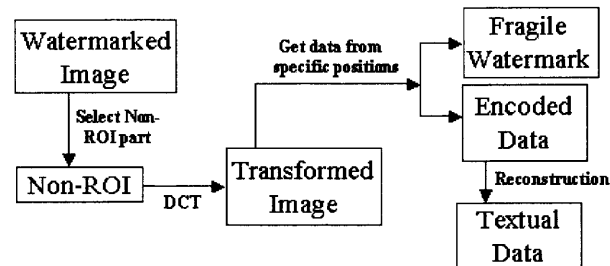 Watermarked
Image
Select Non-
ROI part
Non-ROI
DCT
Transformed
Image
Get data from
specific positions
Fragile
Watermark
Encoded
Data
Reconstruction
Textual
Data